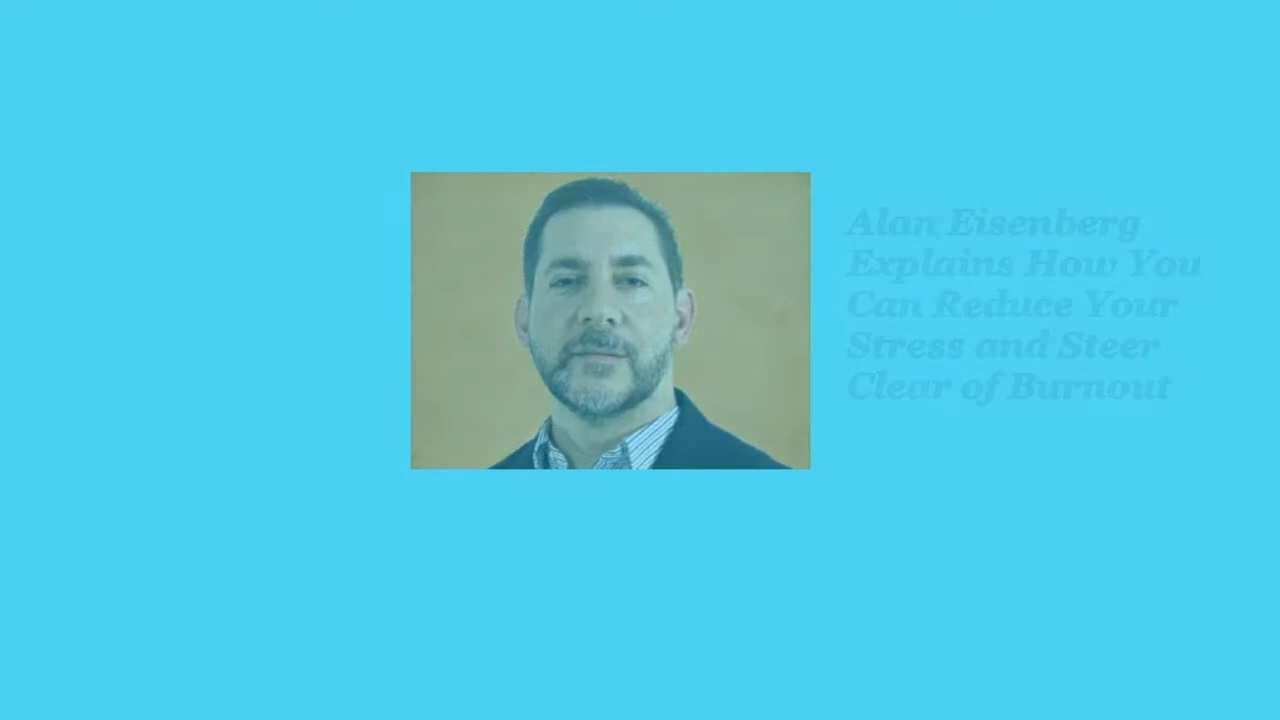 Alan Eisenberg
Explains How You
Can Reduce Your
Stress and Steer
Clear of Burnout